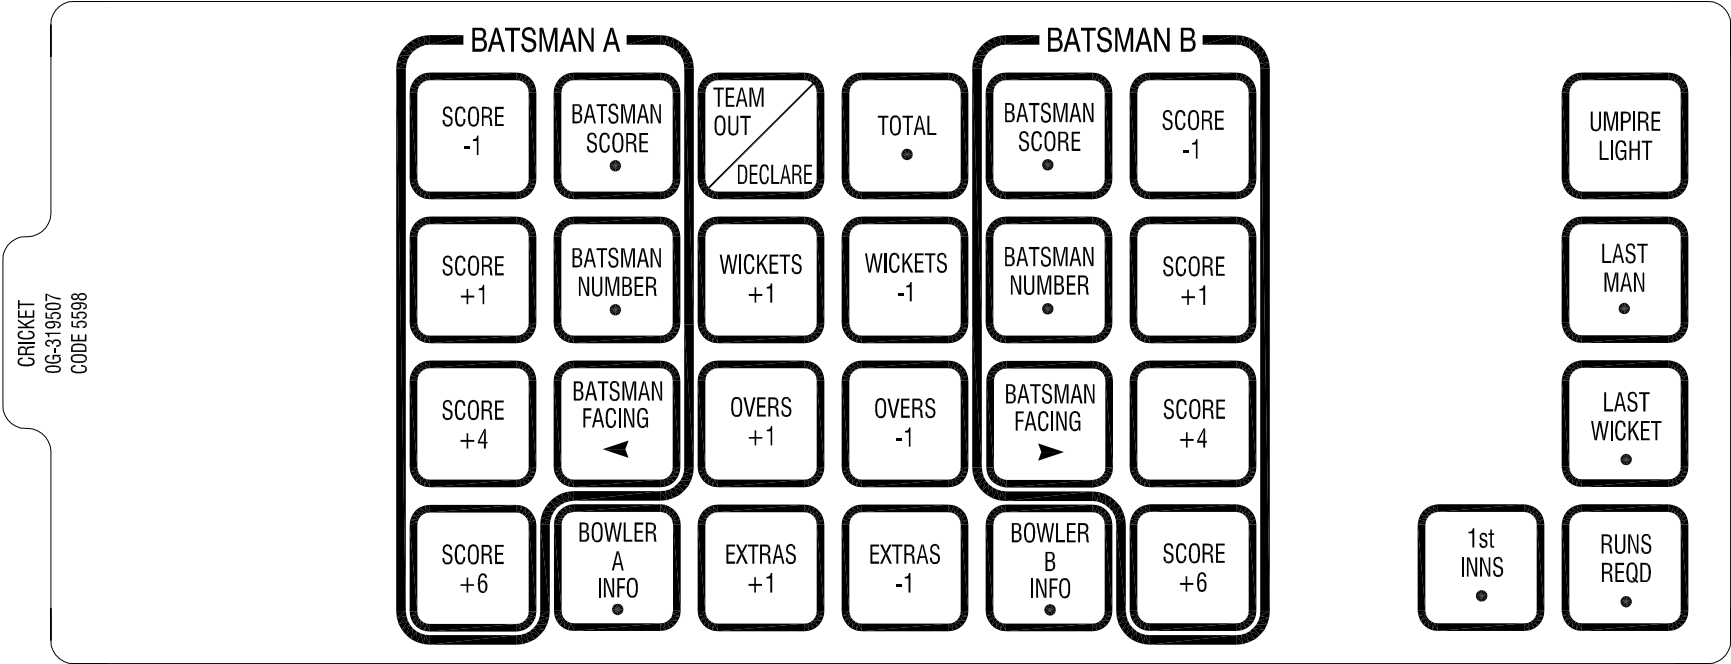 CRICKET
0G-319507
CODE 5598
BATSMAN A
BATSMAN B
SCORE
-1
BATSMAN
SCORE
TEAM
OUT
DECLARE
TOTAL
BATSMAN
SCORE
SCORE
-1
UMPIRE
LIGHT
SCORE
+1
BATSMAN
NUMBER
WICKETS
+1
WICKETS
-1
BATSMAN
NUMBER
SCORE
+1
LAST
MAN
SCORE
+4
BATSMAN
FACING
OVERS
+1
OVERS
-1
BATSMAN
FACING
SCORE
+4
LAST
WICKET
SCORE
+6
BOWLER
A
INFO
EXTRAS
+1
EXTRAS
-1
BOWLER
B
INFO
SCORE
+6
1st
INNS
RUNS
REQD